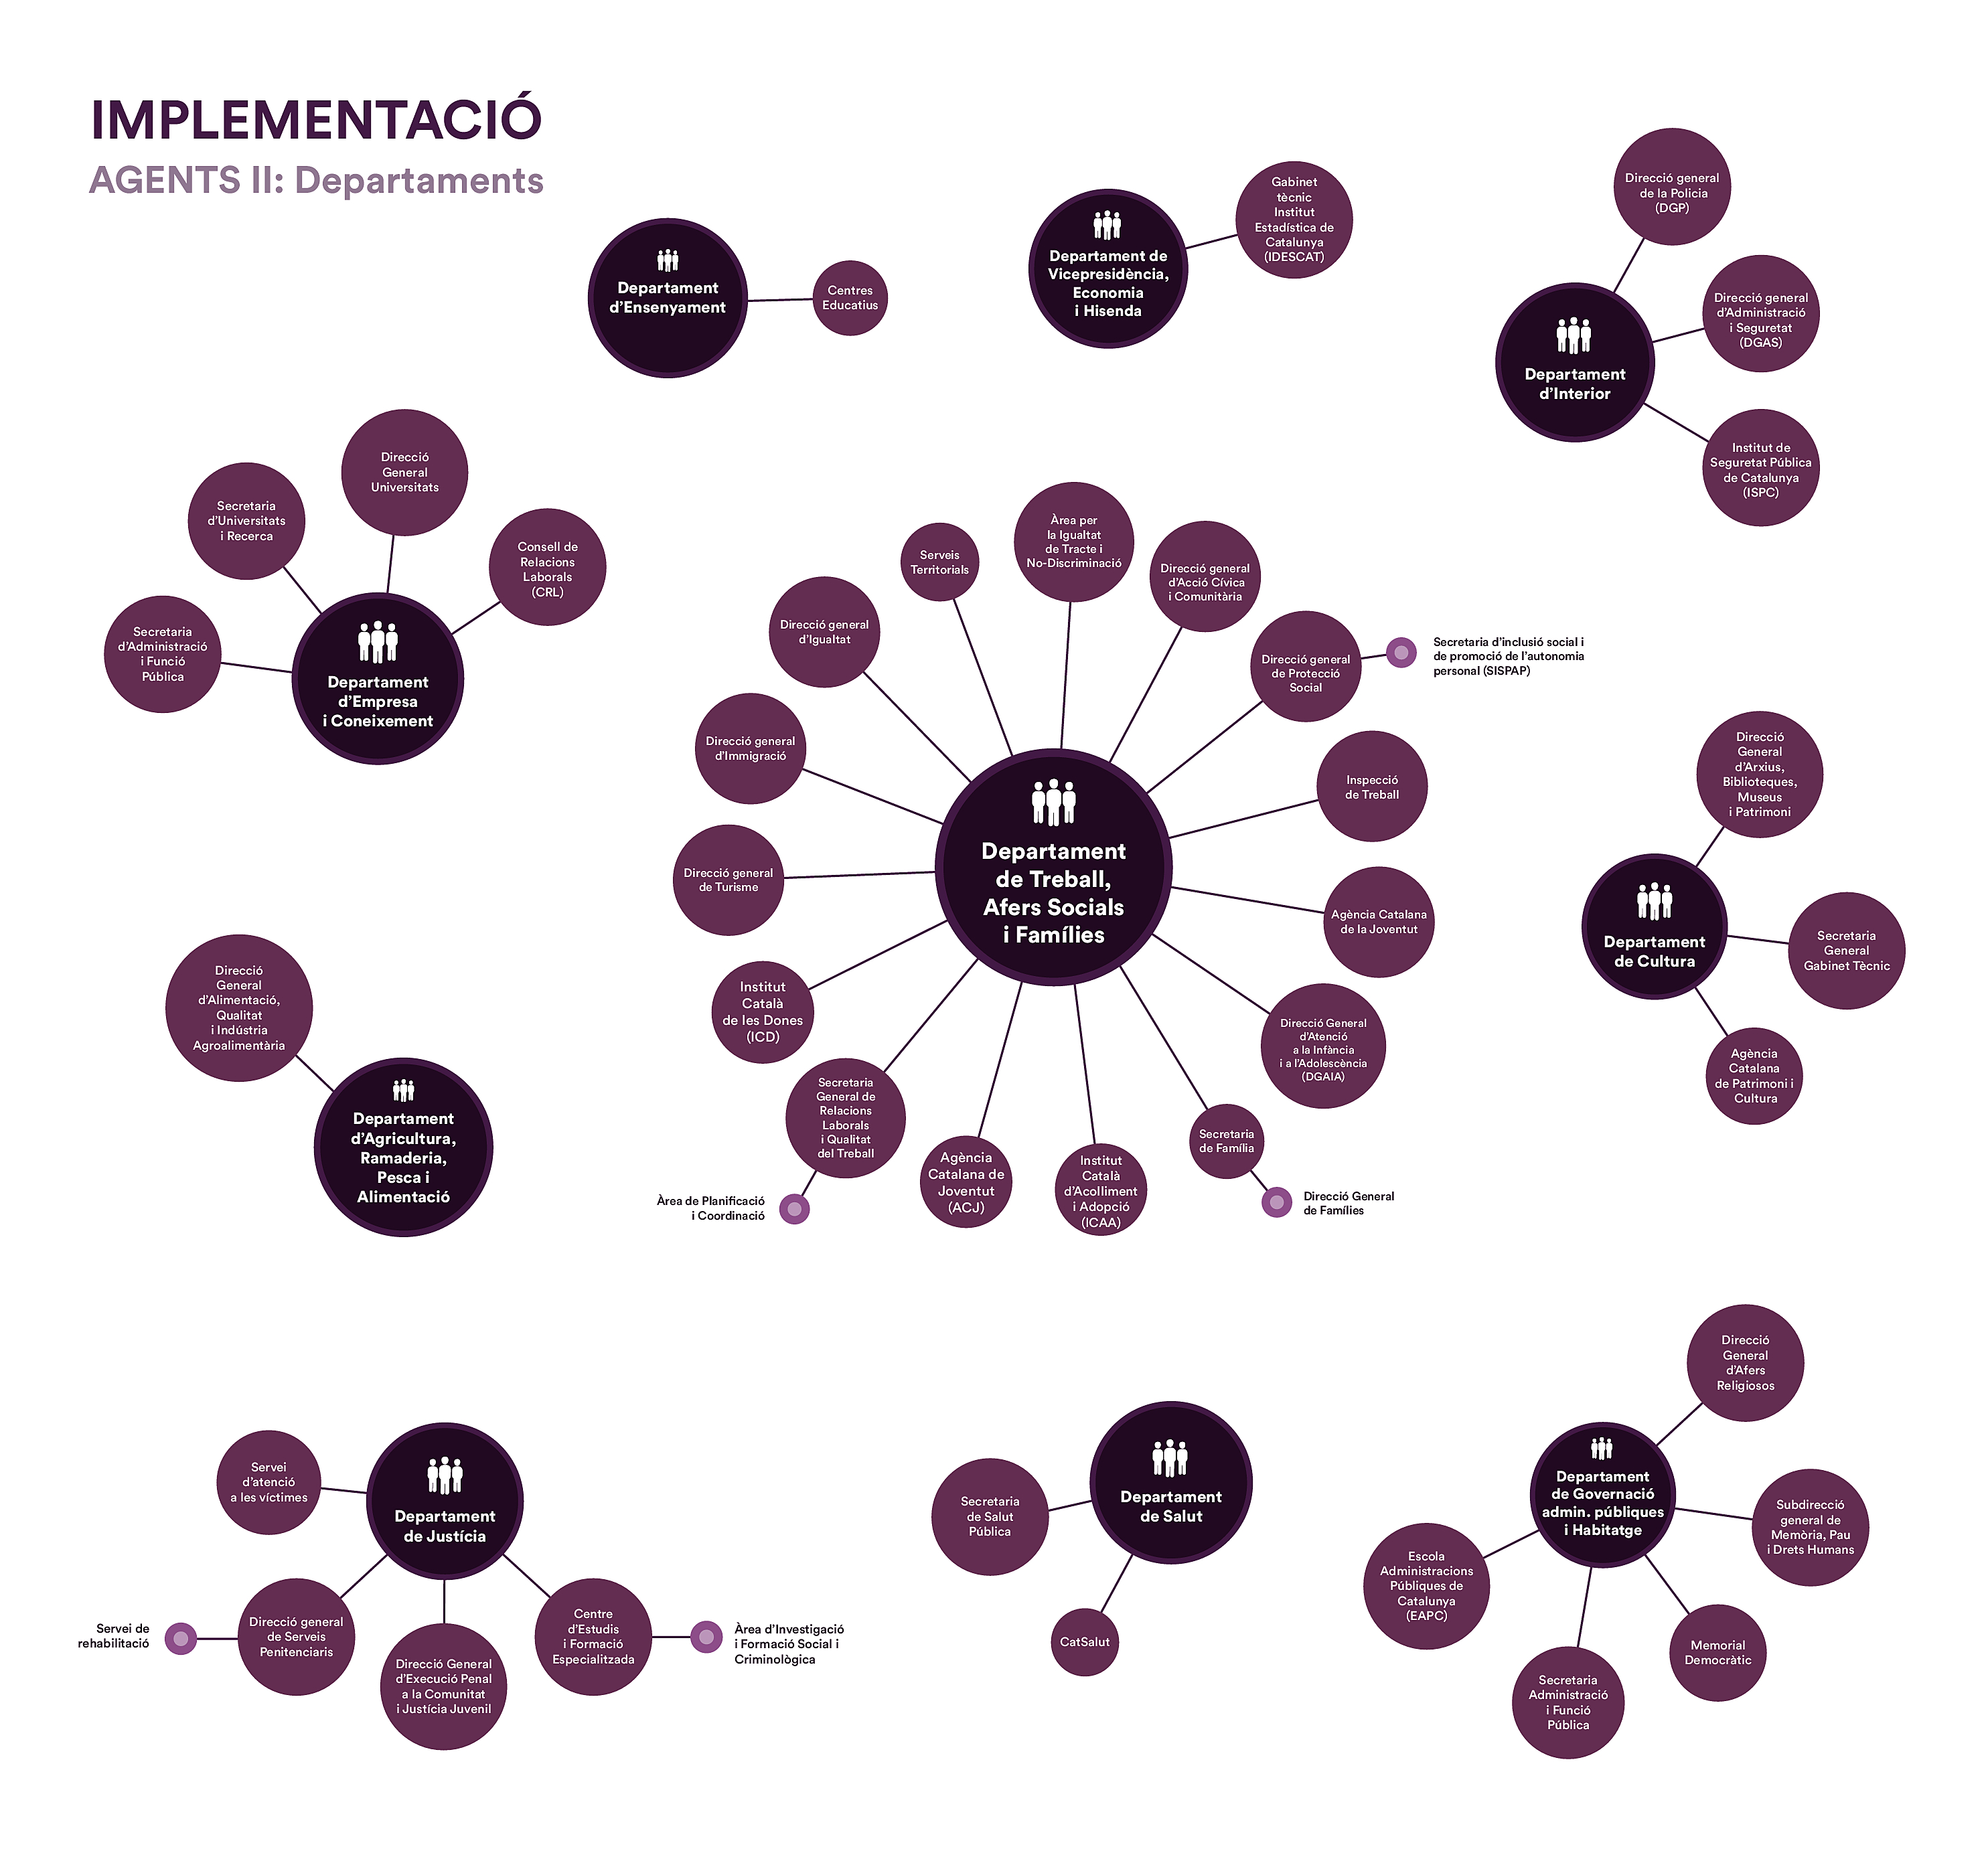 IMPLEMENTACIÓ
AGENTS II: Departaments
Departament
d'Ensenyament
Centres
Educatius
Departament de
Vicepresidència,
Economia
i Hisenda
Gabinet
tècnic
Institut
Estadística de
Catalunya
(IDESCAT)
Departament
d'Interior
Direcció general
de la Policia
(DGP)
Direcció general
d'Administració
i Seguretat
(DGAS)
Institut de
Seguretat Pública
de Catalunya
(ISPC)
Departament
d'Empresa
i Coneixement
Secretaria
d'Administració
i Funció
Pública
Secretaria
d'Universitats
i Recerca
Direcció
General
Universitats
Consell de
Relacions
Laborals
(CRL)
Departament
de Treball,
Afers Socials
i Famílies
Serveis
Territorials
Àrea per
la Igualtat
de Tracte i
No-Discriminació
Direcció general
d'Acció Cívica
i Comunitària
Direcció general
de Protecció
Social
Secretaria d'inclusió social i
de promoció de l'autonomia
personal (SISPAP)
Inspecció
de Treball
Agència Catalana
de la Joventut
Direcció General
d'Atenció
a la Infància
i a l'Adolescència
(DGAIA)
Secretaria
de Família
Direcció General
de Famílies
Institut
Català
d'Acolliment
i Adopció
(ICAA)
Agència
Catalana de
Joventut
(ACJ)
Secretaria
General de
Relacions
Laborals
i Qualitat
del Treball
Àrea de Planificació
i Coordinació
Institut
Català
de les Dones
(ICD)
Direcció general
de Turisme
Direcció general
d'Immigració
Direcció general
d'Igualtat
Departament
de Cultura
Direcció
General
d'Arxius,
Biblioteques,
Museus
i Patrimoni
Secretaria
General
Gabinet Tècnic
Agència
Catalana
de Patrimoni i
Cultura
Direcció
General
d'Alimentació,
Qualitat
i Indústria
Agroalimentària
Departament
d'Agricultura,
Ramaderia,
Pesca i
Alimentació
Departament
de Justícia
Servei
d'atenció
a les víctimes
Direcció general
de Serveis
Penitenciaris
Servei de
rehabilitació
Direcció General
d'Execució Penal
a la Comunitat
i Justícia Juvenil
Centre
d'Estudis
i Formació
Especialitzada
Àrea d'Investigació
i Formació Social i
Criminològica
Departament
de Salut
Secretaria
de Salut
Pública
CatSalut
Departament
de Governació
admin. públiques
i Habitatge
Direcció
General
d'Afers
Religiosos
Subdirecció
general de
Memòria, Pau
i Drets Humans
Memorial
Democràtic
Secretaria
Administració
i Funció
Pública
Escola
Administracions
Públiques de
Catalunya
(EAPC)